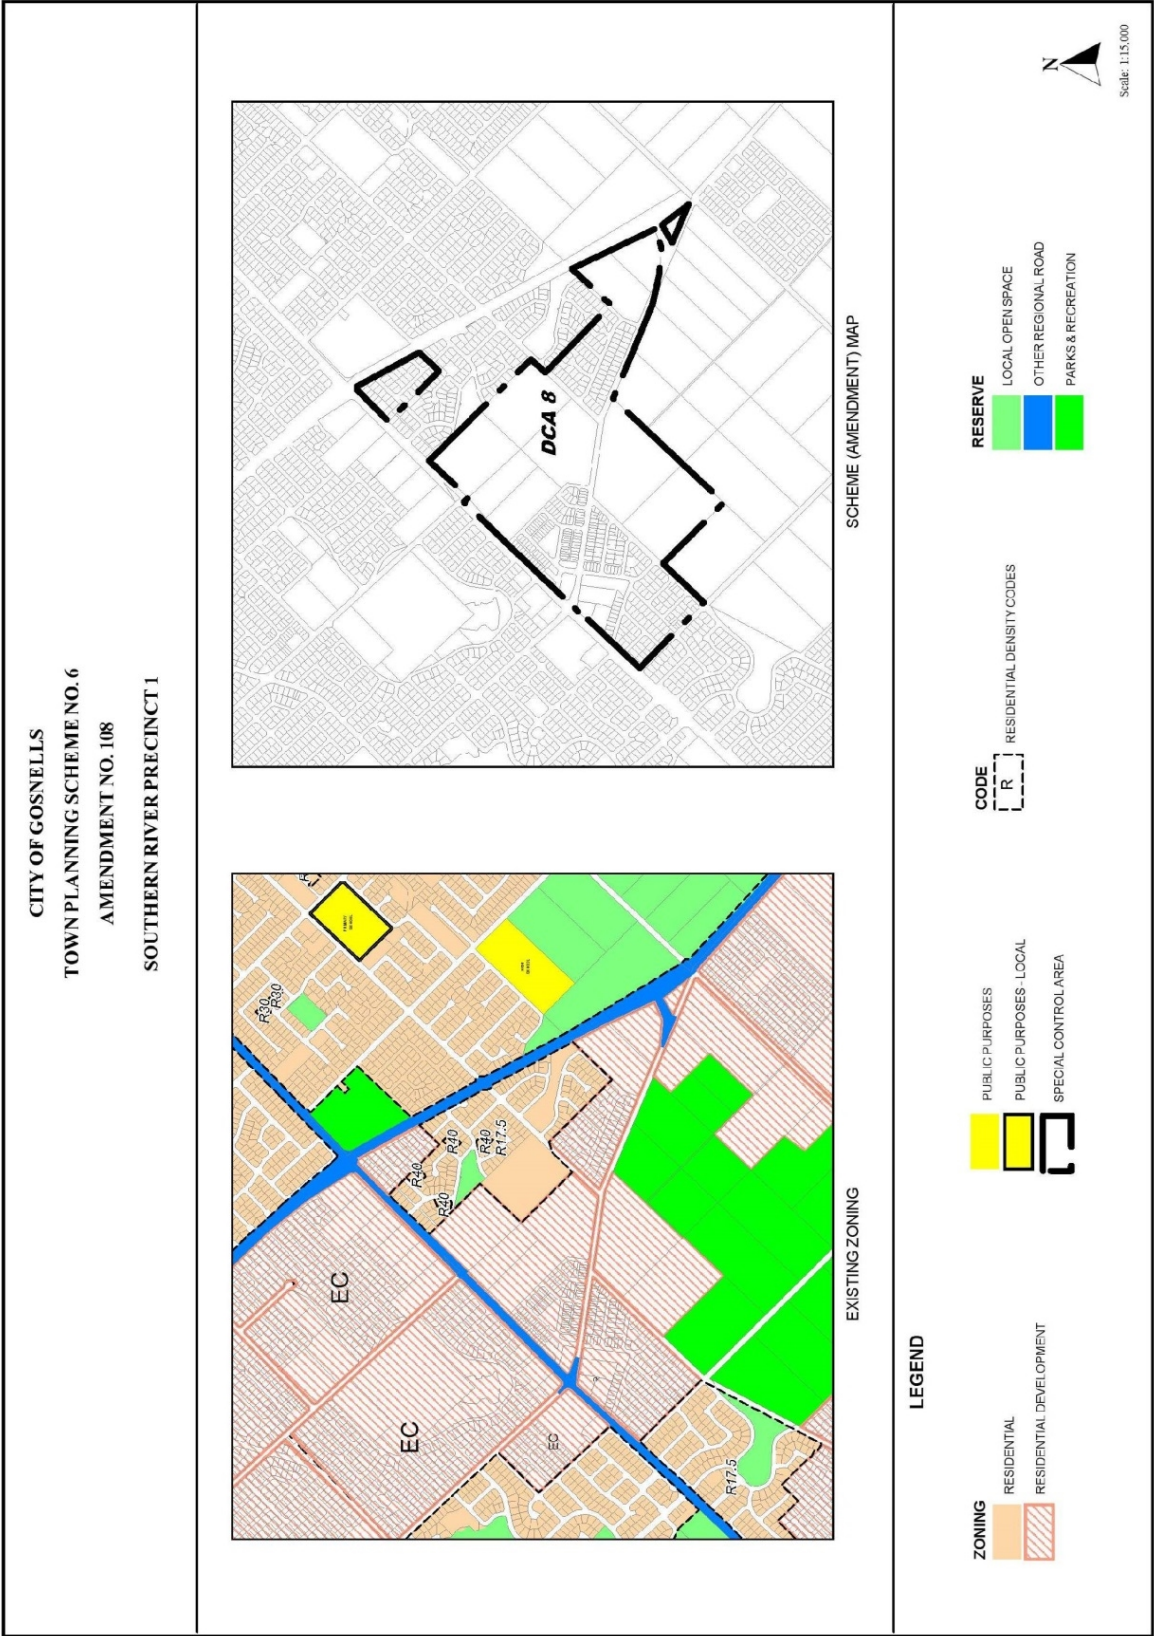 CITY OF GOSNELLS
TOWN PLANNING SCHEME NO. 6
AMENDMENT NO. 108
SOUTHERN RIVER PRECINCT 1
EC
EC
EC
R30
R30
R40
R40
R40
R40
R17.5
R17.5
EXISTING ZONING
DCA 8
SCHEME (AMENDMENT) MAP
LEGEND
ZONING
RESIDENTIAL
RESIDENTIAL DEVELOPMENT
PUBLIC PURPOSES
PUBLIC PURPOSES - LOCAL
SPECIAL CONTROL AREA
CODE
R
RESIDENTIAL DENSITY CODES
RESERVE
LOCAL OPEN SPACE
OTHER REGIONAL ROAD
PARKS & RECREATION
N
Scale: 1:15,000